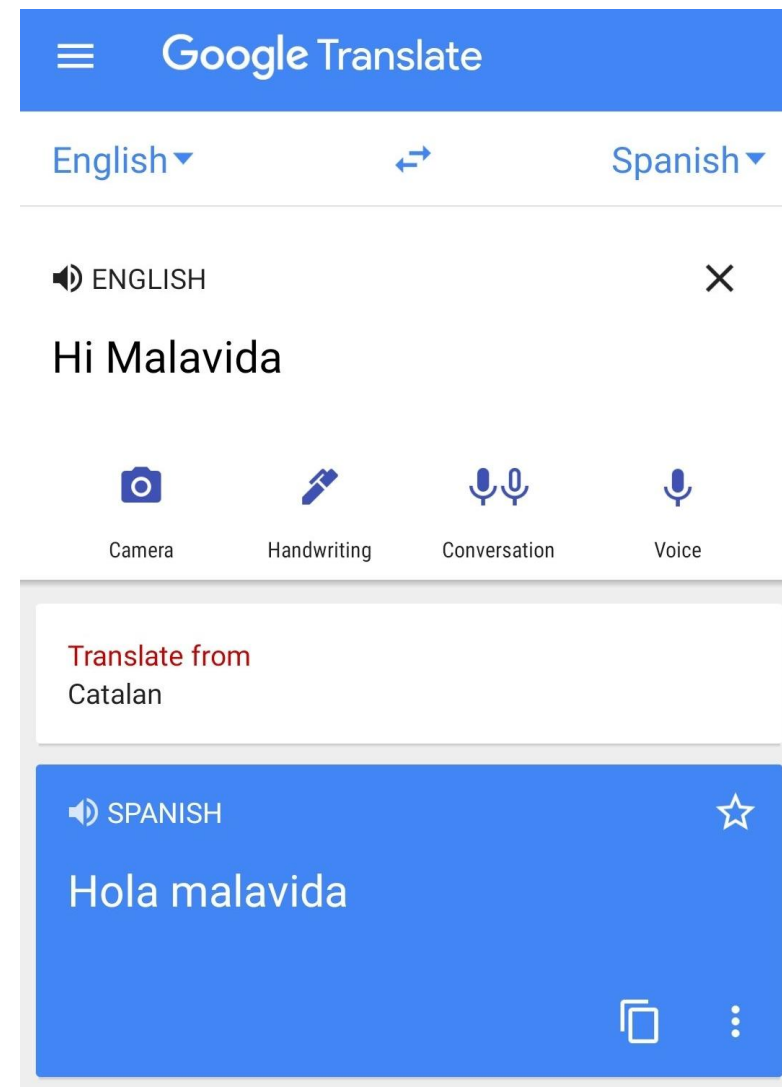 Google Translate
English Spanish
ENGLISH
Hi Malavida
Camera Handwriting Conversation Voice
Translate from
Catalan
SPANISH
Hola malavida